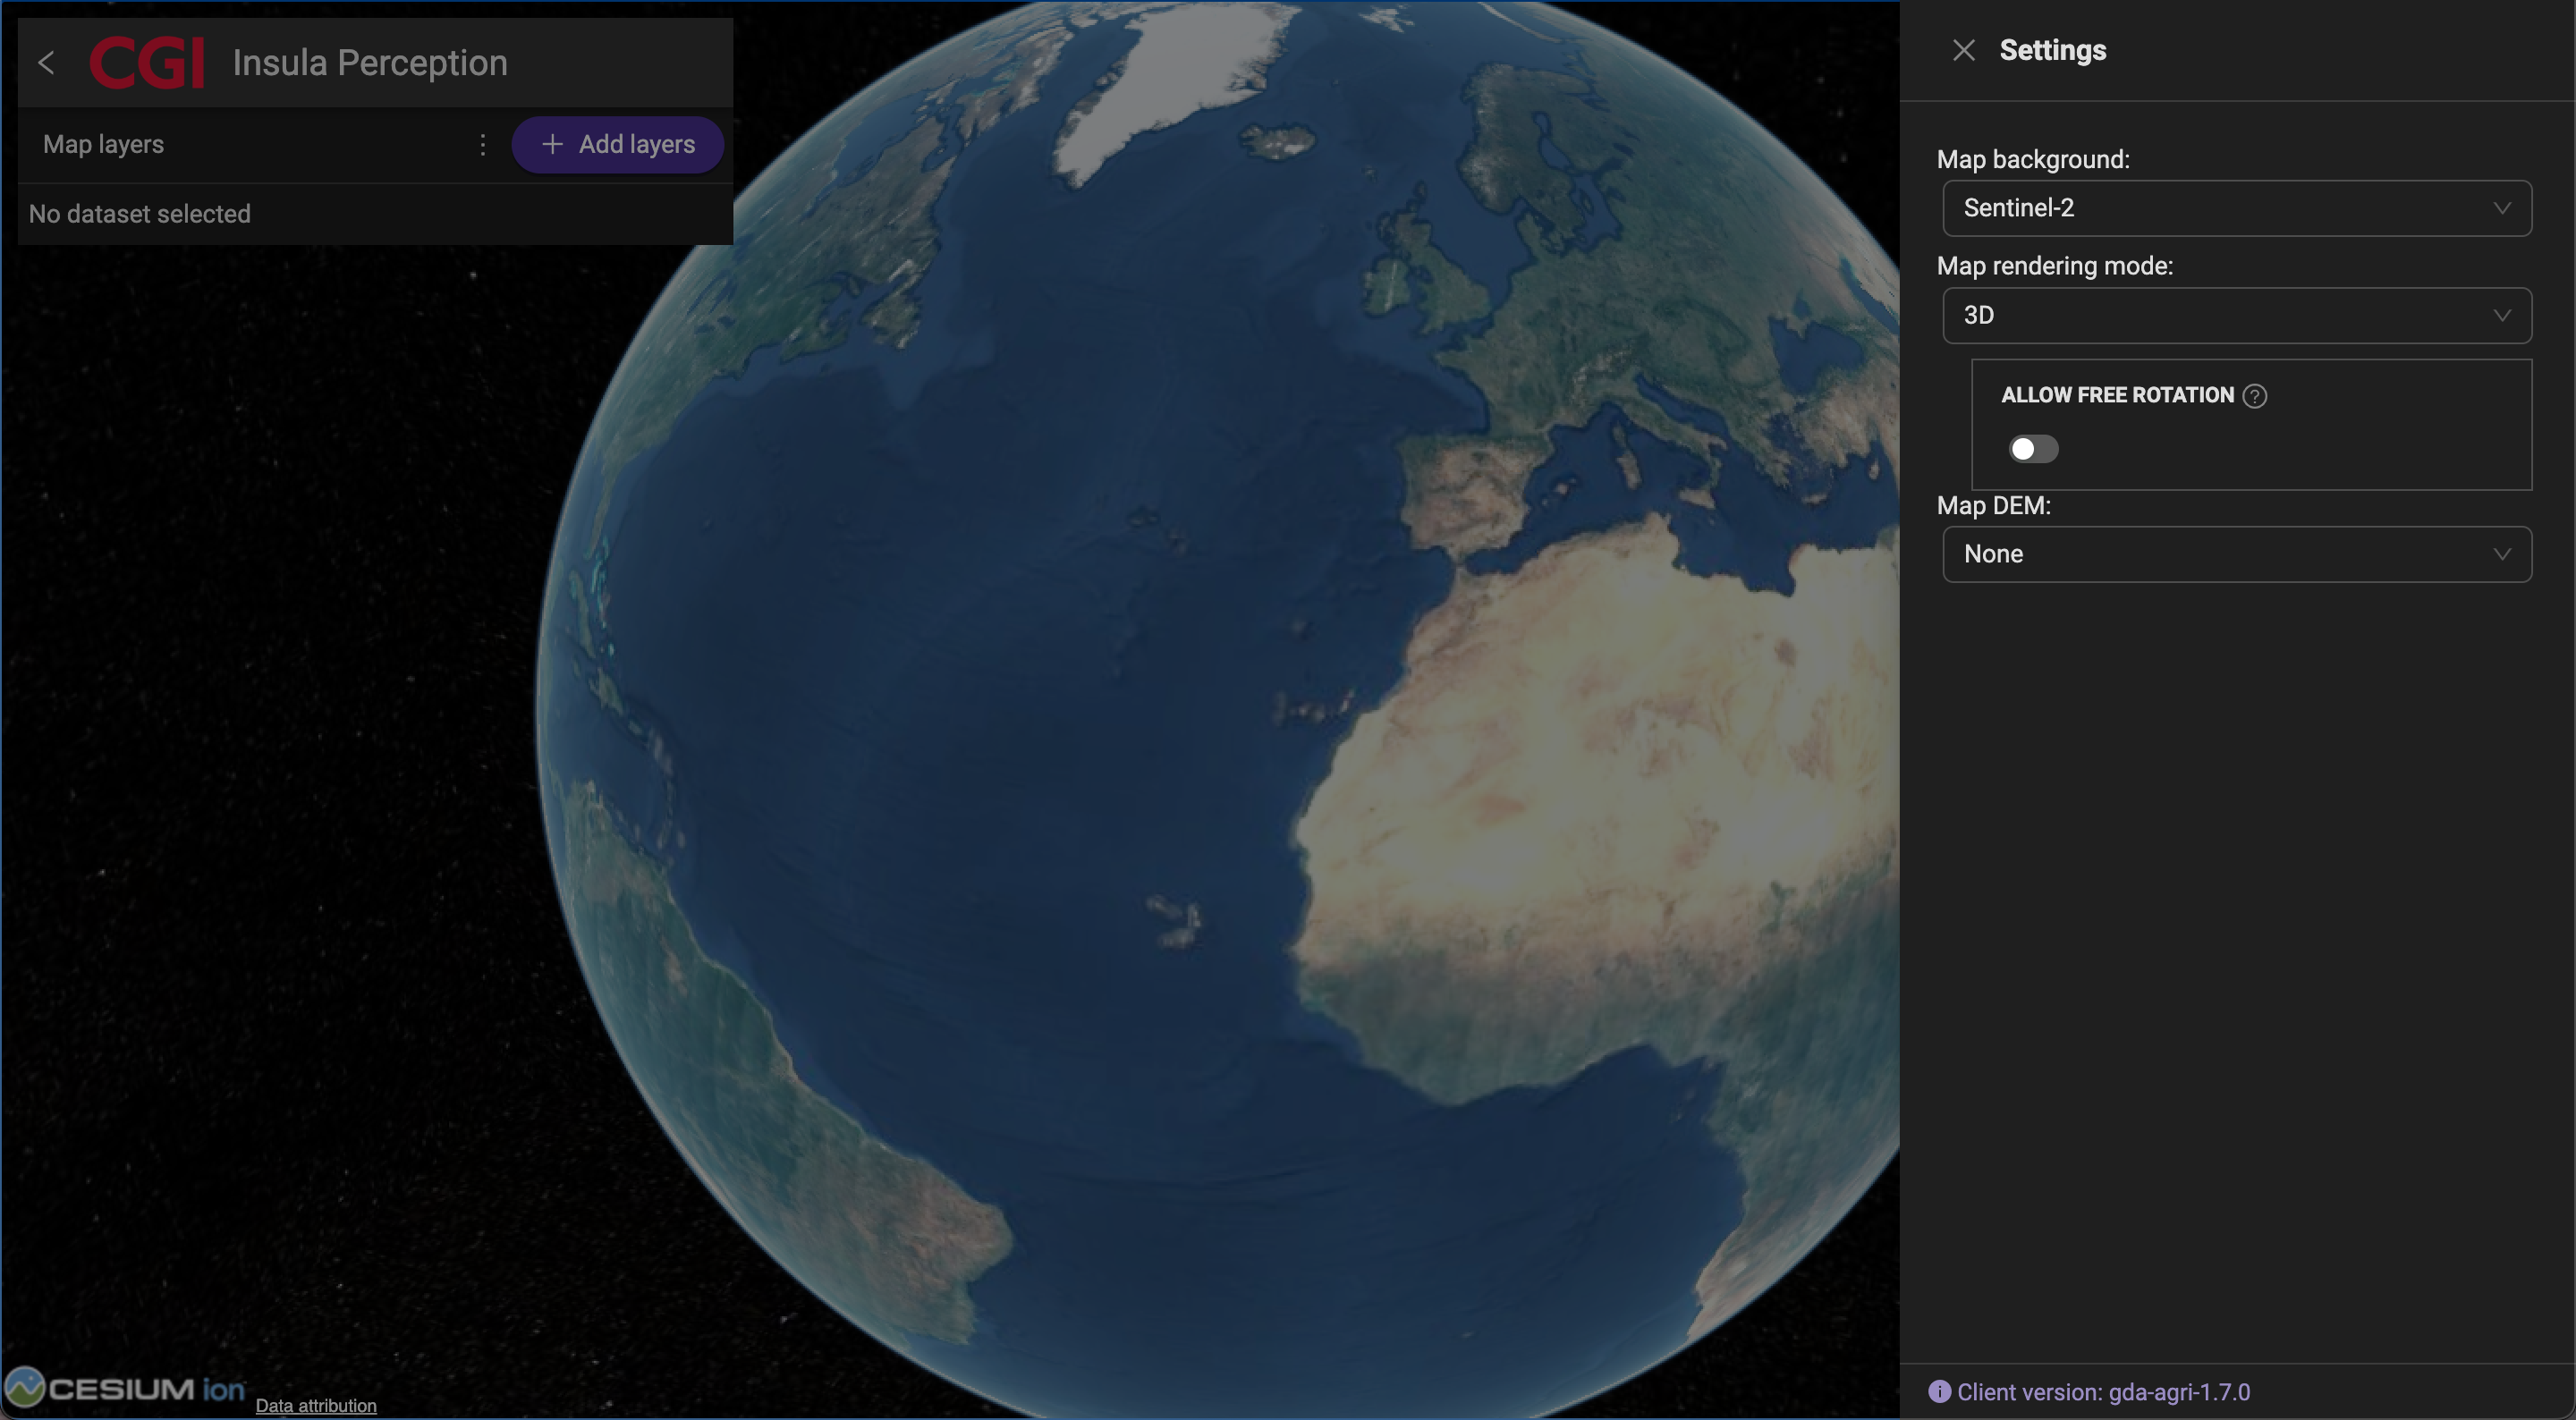 CGI Insula Perception
Map layers
+ Add layers
No dataset selected
Settings
Map background:
Sentinel-2
Map rendering mode:
3D
ALLOW FREE ROTATION ?
Map DEM:
None
Client version: gda-agri-1.7.0
CESIUM ion
Data attribution